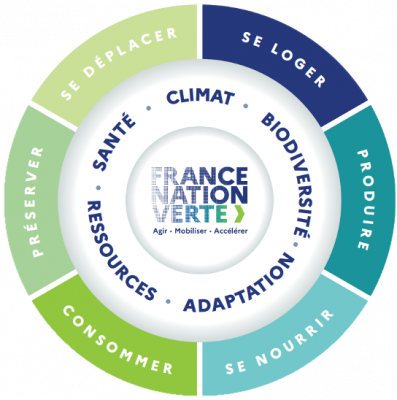 SE DÉPLACER
SE LOGER
PRODUIRE
SE NOURRIR
CONSOMMER
PRÉSERVER
CLIMAT •
BIODIVERSITÉ •
ADAPTATION •
RESSOURCES •
SANTÉ •
FRANCE
NATION
VERTE
Agir • Mobiliser • Accélérer